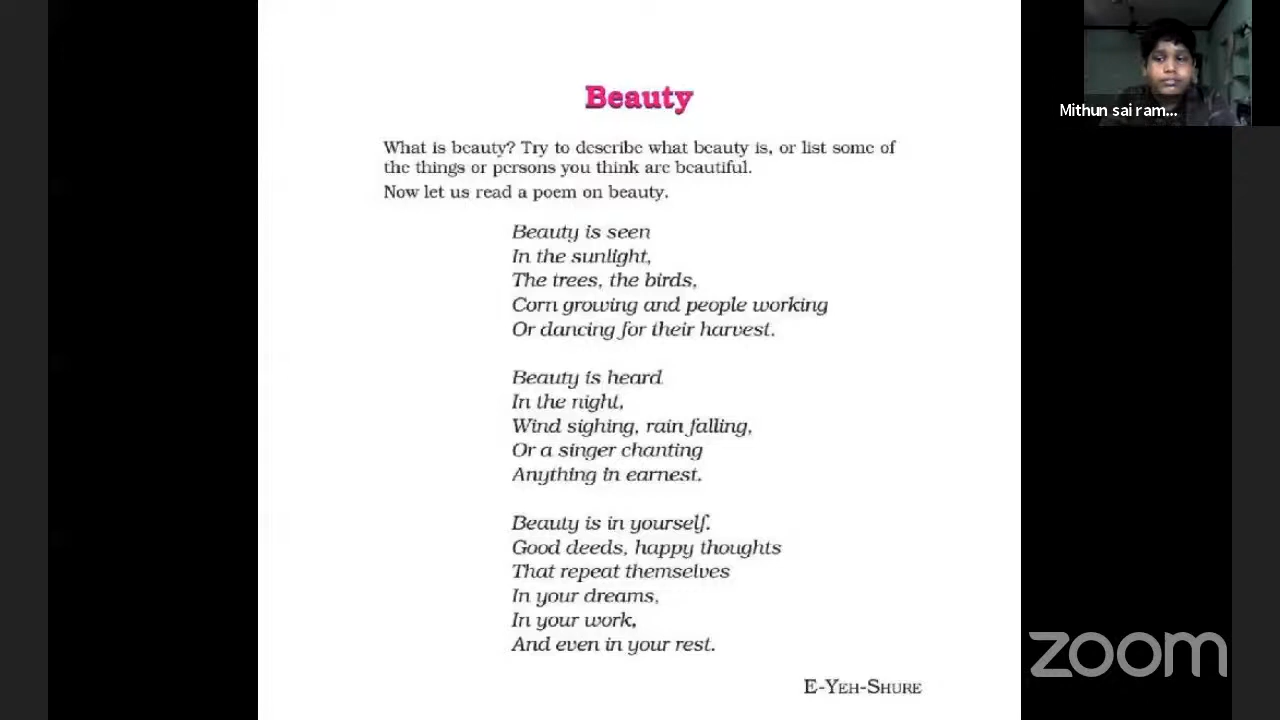 Beauty
Mithun sai ram...
What is beauty? Try to describe what beauty is, or list some of
the things or persons you think are beautiful.
Now let us read a poem on beauty.
Beauty is seen
In the sunlight,
The trees, the birds,
Corn growing and people working
Or dancing for their harvest.
Beauty is heard
In the night,
Wind sighing, rain falling,
Or a singer chanting
Anything in earnest.
Beauty is in yourself.
Good deeds, happy thoughts
That repeat themselves
In your dreams,
In your work,
And even in your rest.
E-YEH-SHURE
zoom